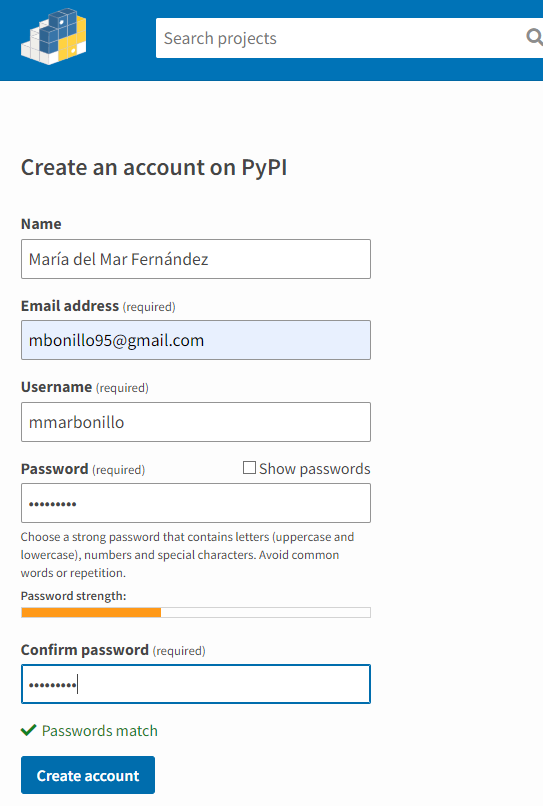 Search projects
Create an account on PyPI
Name
María del Mar Fernández
Email address (required)
mbonillo95@gmail.com
Username (required)
mmarbonillo
Password (required) Show passwords
•••••••••
Choose a strong password that contains letters (uppercase and
lowercase), numbers and special characters. Avoid common
words or repetition.
Password strength:
Confirm password (required)
•••••••••
Passwords match
Create account